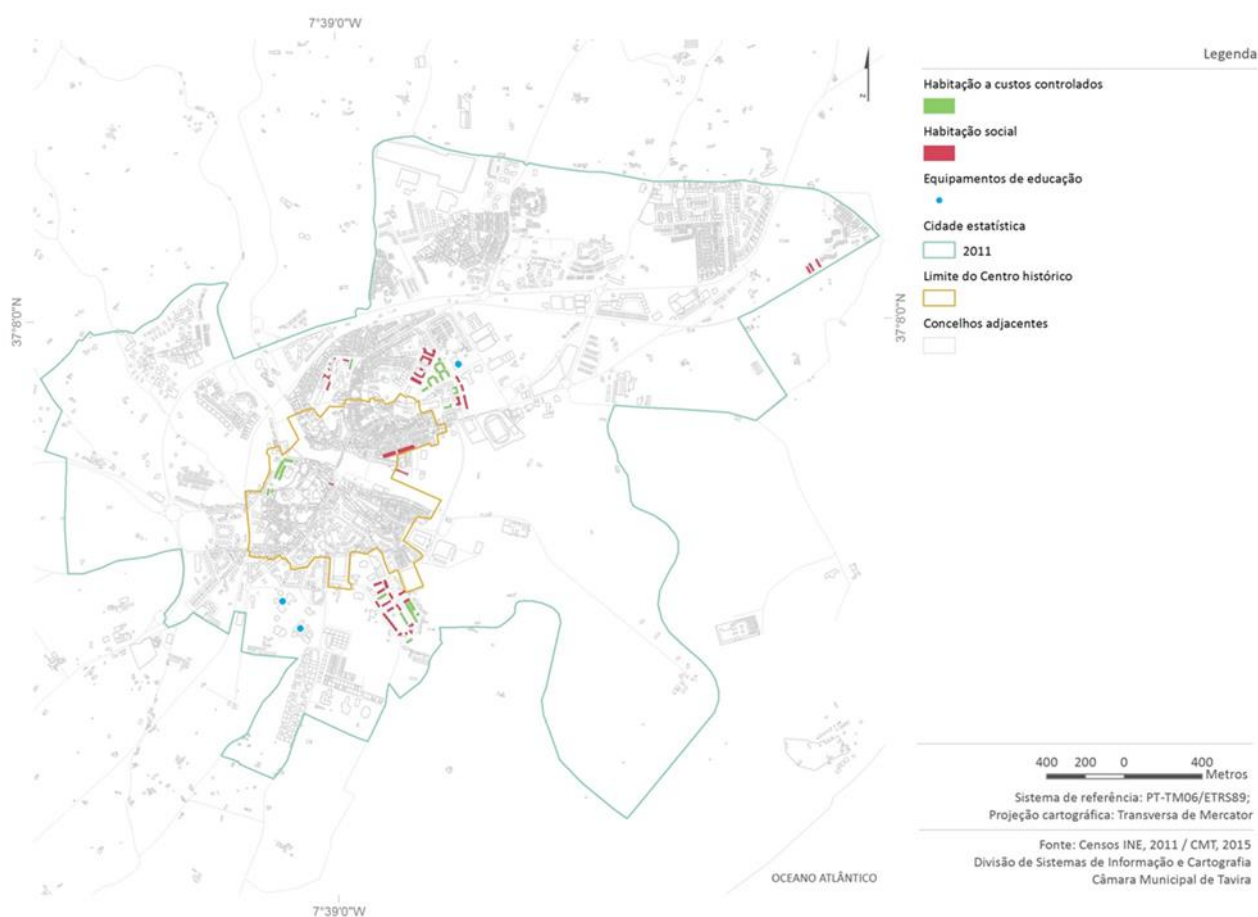 7°39'0"W
Legenda
Habitação a custos controlados
Habitação social
Equipamentos de educação
Cidade estatística
2011
Limite do Centro histórico
Concelhos adjacentes
37°8'0"N
37°8'0"N
z
400 200 0 400
Metros
Sistema de referência: PT-TM06/ETRS89;
Projeção cartográfica: Transversa de Mercator
Fonte: Censos INE, 2011 / CMT, 2015
Divisão de Sistemas de Informação e Cartografia
Câmara Municipal de Tavira
OCEANO ATLÂNTICO
7°39'0"W